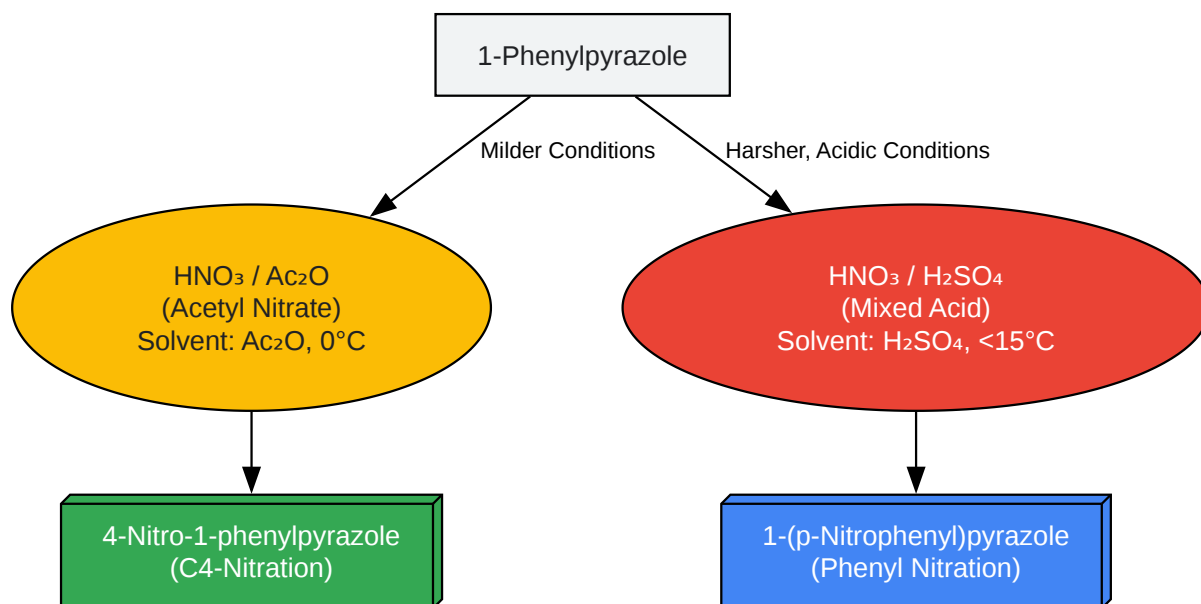 1-Phenylpyrazole
Milder Conditions
Harsher, Acidic Conditions
HNO₃ / Ac₂O
(Acetyl Nitrate)
Solvent: Ac₂O, 0°C
HNO₃ / H₂SO₄
(Mixed Acid)
Solvent: H₂SO₄, <15°C
4-Nitro-1-phenylpyrazole
(C4-Nitration)
1-(p-Nitrophenyl)pyrazole
(Phenyl Nitration)